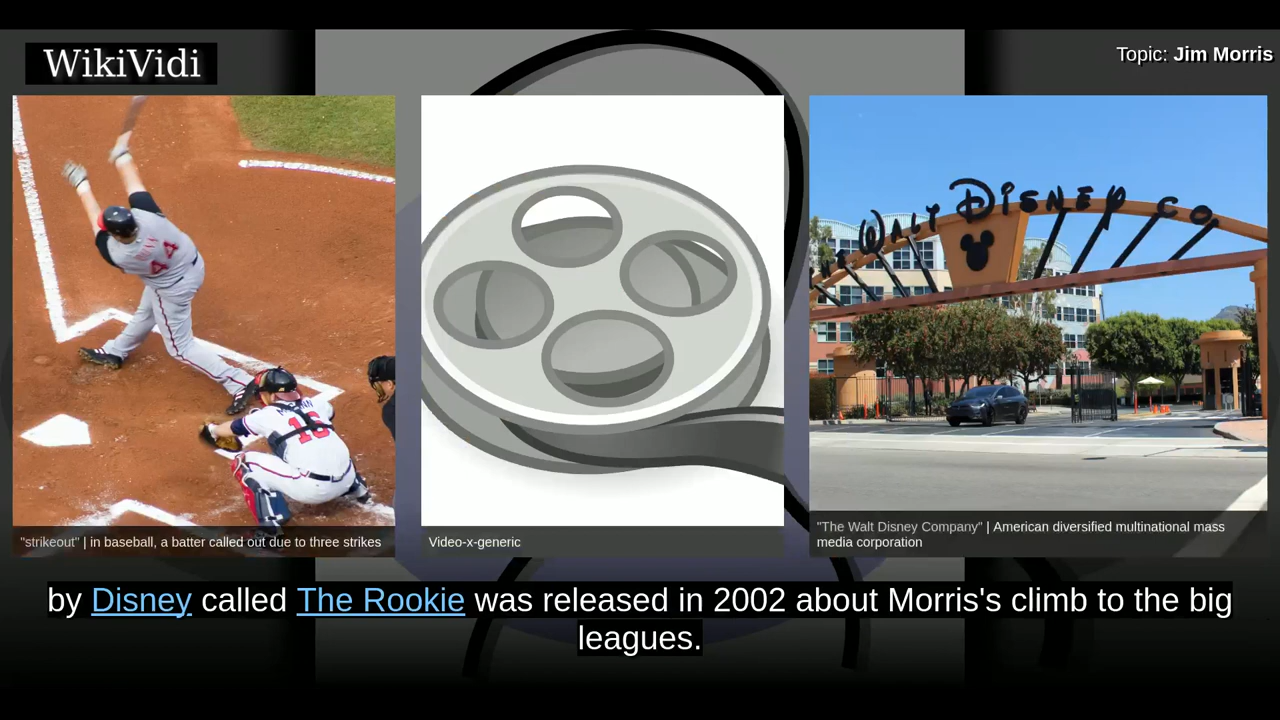 WikiVidi
Topic: Jim Morris
44
16
WALT DISNEY CO
"strikeout" | in baseball, a batter called out due to three strikes
Video-x-generic
"The Walt Disney Company" | American diversified multinational mass
media corporation
by Disney called The Rookie was released in 2002 about Morris's climb to the big
leagues.